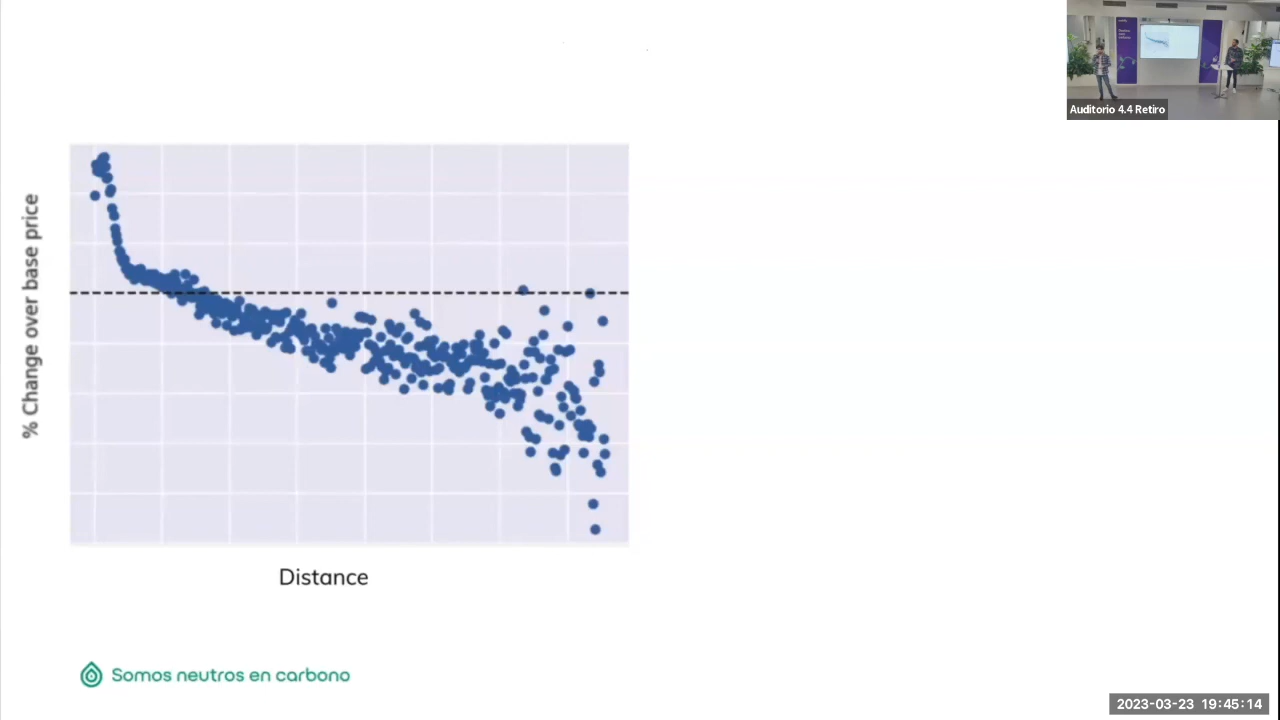 Auditorio 4.4 Retiro
% Change over base price
Distance
Somos neutros en carbono
2023-03-23 19:45:14